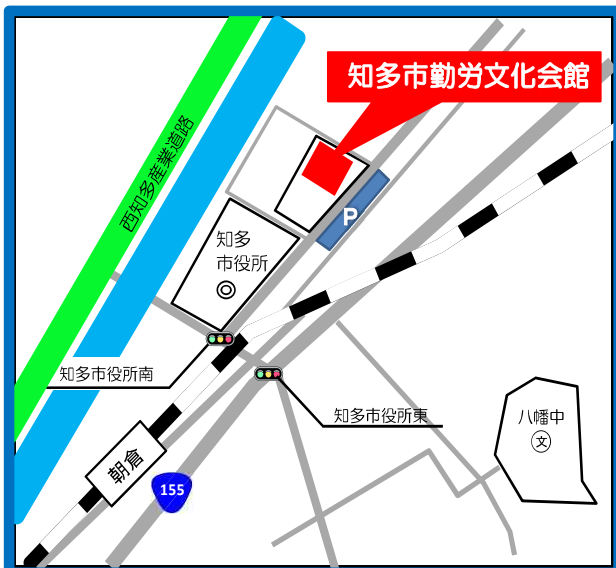 知多市勤労文化会館
西知多産業道路
P
知多
市役所
知多市役所南
知多市役所東
八幡中
文
朝倉
155